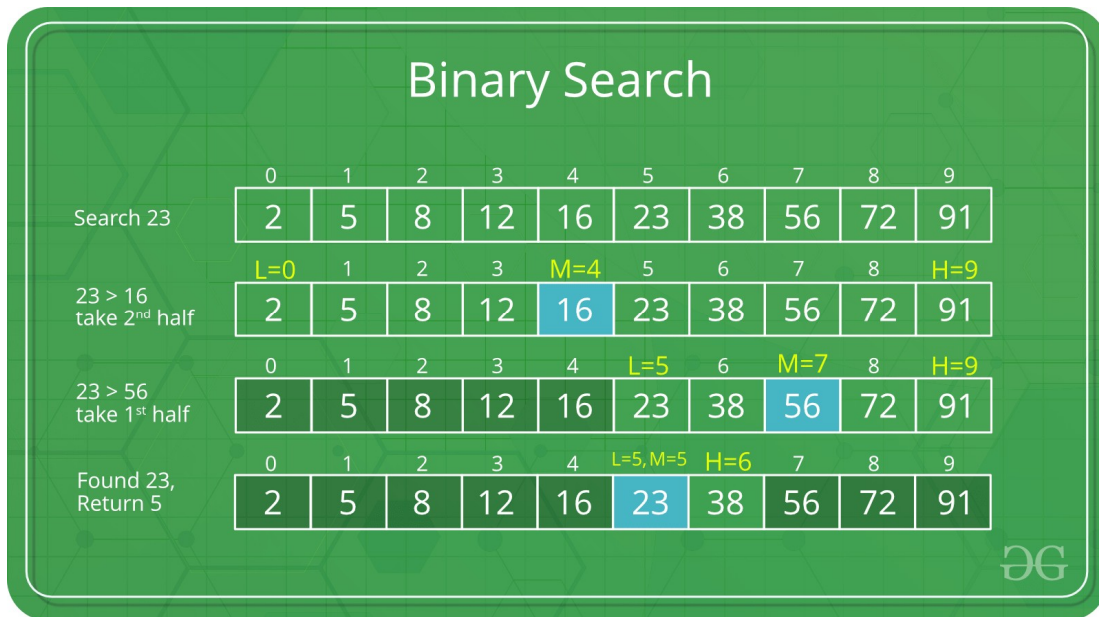 Binary Search
0 1 2 3 4 5 6 7 8 9
Search 23 2 5 8 12 16 23 38 56 72 91
L=0 1 2 3 M=4 5 6 7 8 H=9
23 > 16
take 2nd half 2 5 8 12 16 23 38 56 72 91
0 1 2 3 4 L=5 6 M=7 8 H=9
23 > 56
take 1st half 2 5 8 12 16 23 38 56 72 91
0 1 2 3 4 L=5, M=5 H=6 7 8 9
Found 23,
Return 5 2 5 8 12 16 23 38 56 72 91